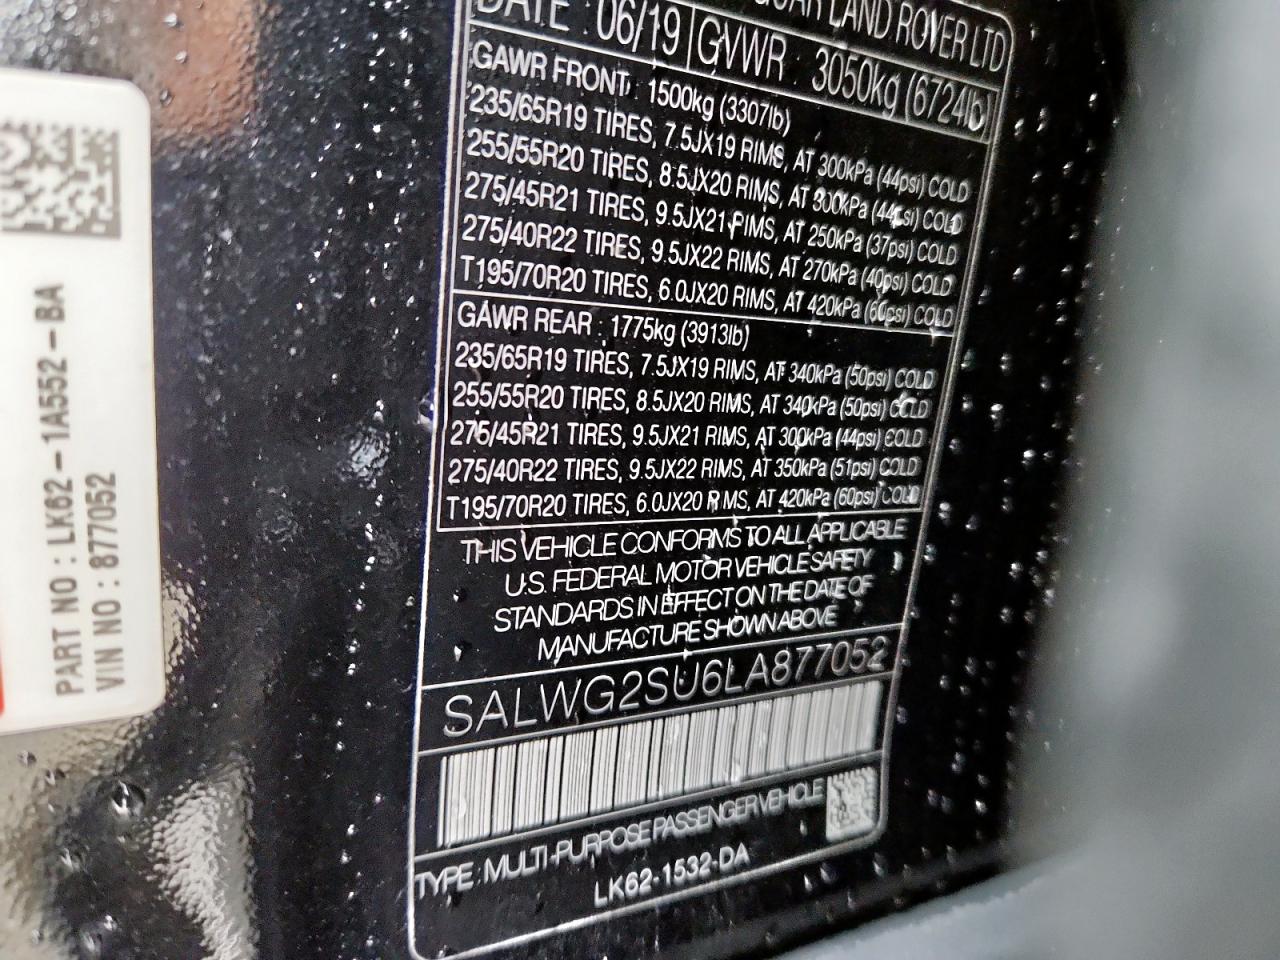 LAND ROVER LTD
DATE : 06/19 GVWR : 3050kg (6724lb)
GAWR FRONT : 1500kg (3307lb)
235/65R19 TIRES, 7.5JX19 RIMS, AT 300kPa (44psi) COLD
255/55R20 TIRES, 8.5JX20 RIMS, AT 300kPa (44psi) COLD
275/45R21 TIRES, 9.5JX21 RIMS, AT 250kPa (37psi) COLD
275/40R22 TIRES, 9.5JX22 RIMS, AT 270kPa (40psi) COLD
T195/70R20 TIRES, 6.0JX20 RIMS, AT 420kPa (60psi) COLD
GAWR REAR : 1775kg (3913lb)
235/65R19 TIRES, 7.5JX19 RIMS, AT 340kPa (50psi) COLD
255/55R20 TIRES, 8.5JX20 RIMS, AT 340kPa (50psi) COLD
275/45R21 TIRES, 9.5JX21 RIMS, AT 300kPa (44psi) COLD
275/40R22 TIRES, 9.5JX22 RIMS, AT 350kPa (51psi) COLD
T195/70R20 TIRES, 6.0JX20 RIMS, AT 420kPa (60psi) COLD
THIS VEHICLE CONFORMS TO ALL APPLICABLE
U.S. FEDERAL MOTOR VEHICLE SAFETY
STANDARDS IN EFFECT ON THE DATE OF
MANUFACTURE SHOWN ABOVE
SALWG2SU6LA877052
TYPE : MULTI-PURPOSE PASSENGER VEHICLE
LK62-1532-DA
PART NO : LK62-1A552-BA
VIN NO : 877052